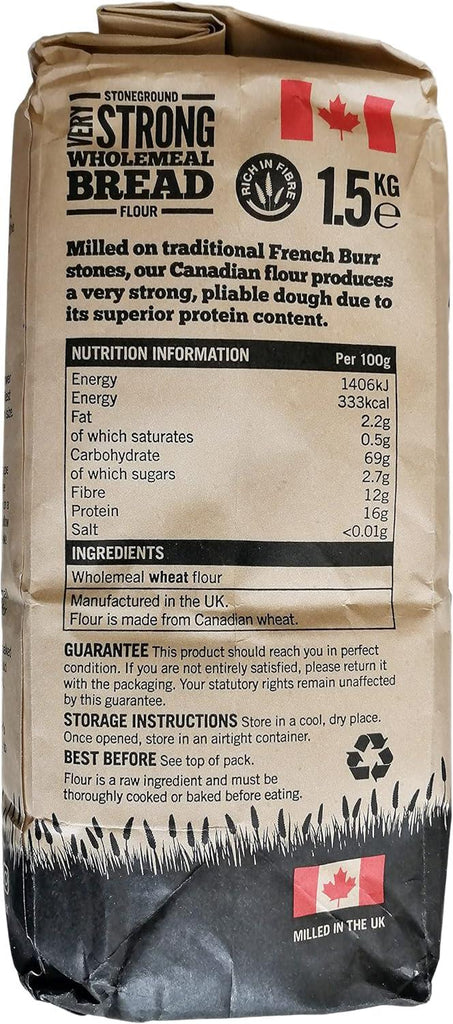 STONEGROUND
VERY STRONG
WHOLEMEAL
BREAD
FLOUR
RICH IN FIBRE
1.5KG e
Milled on traditional French Burr
stones, our Canadian flour produces
a very strong, pliable dough due to
its superior protein content.
NUTRITION INFORMATION Per 100g
Energy 1406kJ
Energy 333kcal
Fat 2.2g
of which saturates 0.5g
Carbohydrate 69g
of which sugars 2.7g
Fibre 12g
Protein 16g
Salt <0.01g
INGREDIENTS
Wholemeal wheat flour
Manufactured in the UK.
Flour is made from Canadian wheat.
GUARANTEE This product should reach you in perfect
condition. If you are not entirely satisfied, please return it
with the packaging. Your statutory rights remain unaffected
by this guarantee.
STORAGE INSTRUCTIONS Store in a cool, dry place.
Once opened, store in an airtight container.
BEST BEFORE See top of pack.
Flour is a raw ingredient and must be
thoroughly cooked or baked before eating.
MILLED IN THE UK